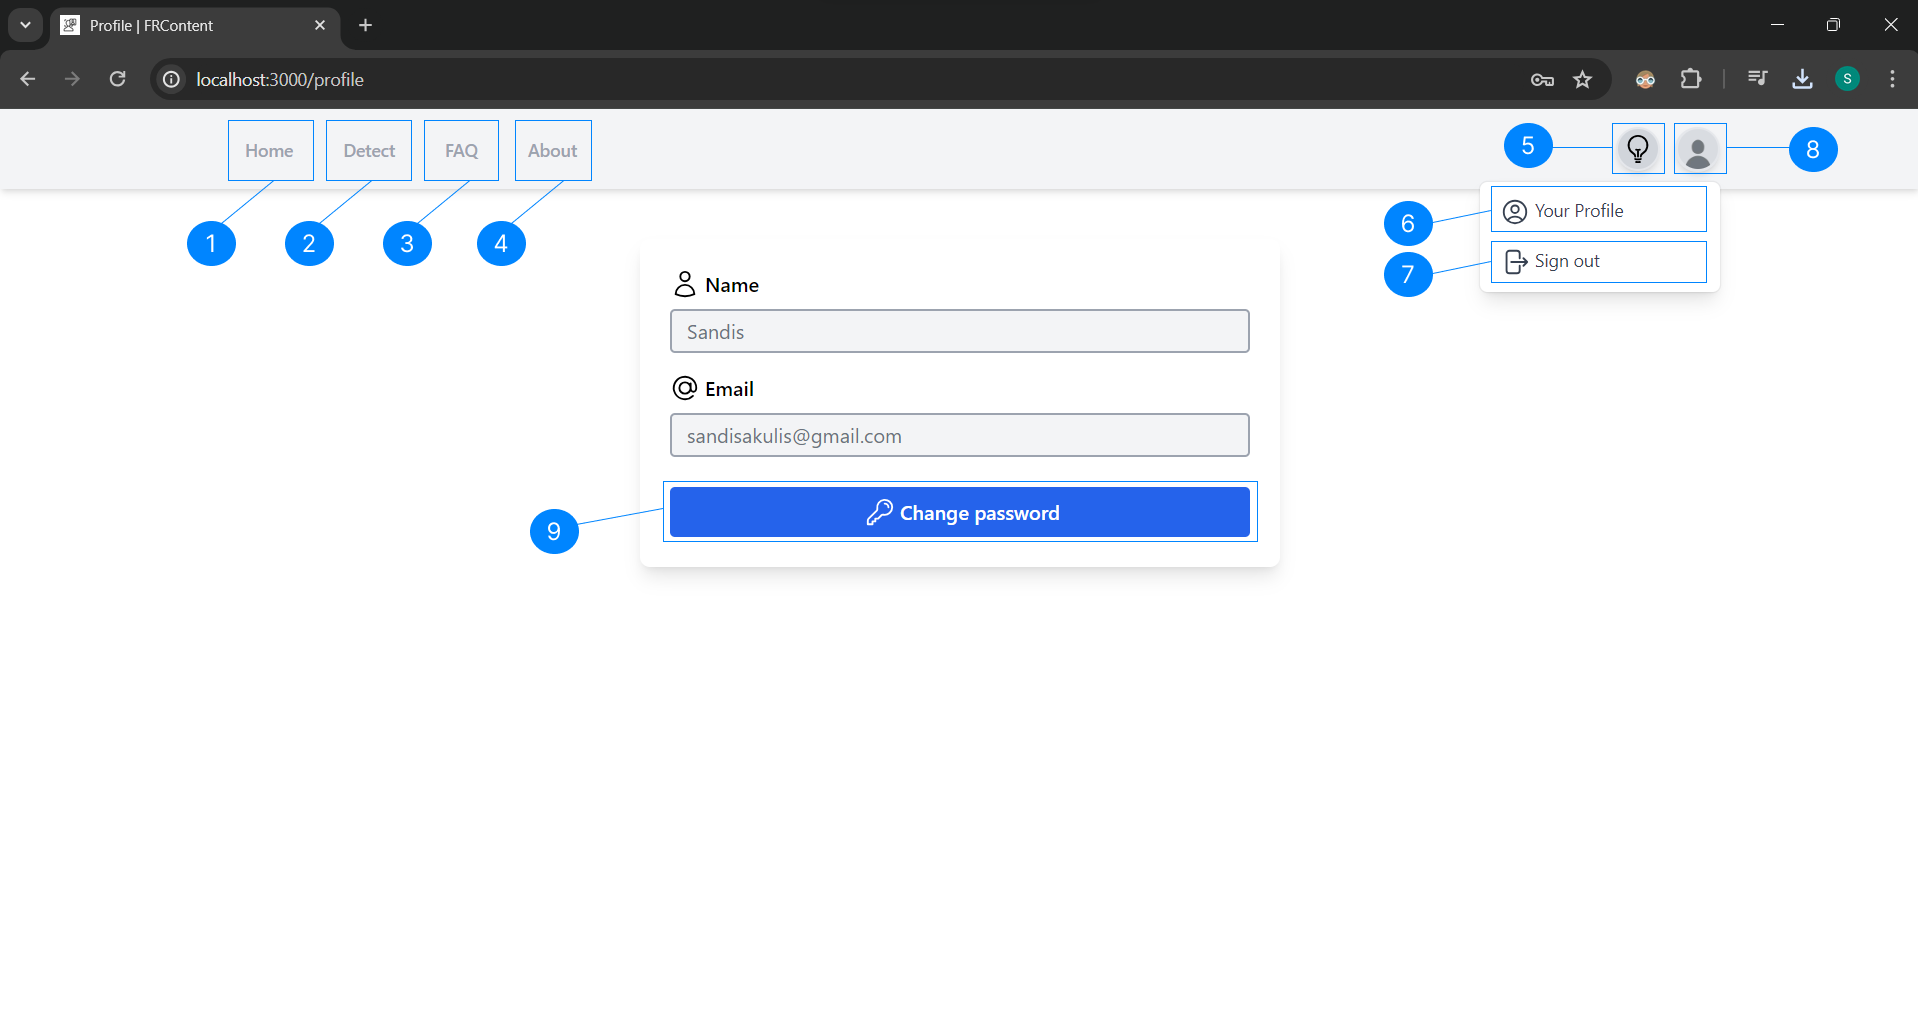 Profile | FRContent
localhost:3000/profile
S
Home Detect FAQ About
5
8
1 2 3 4
6
Your Profile
7
Sign out
Name
Sandis
Email
sandisakulis@gmail.com
9
Change password